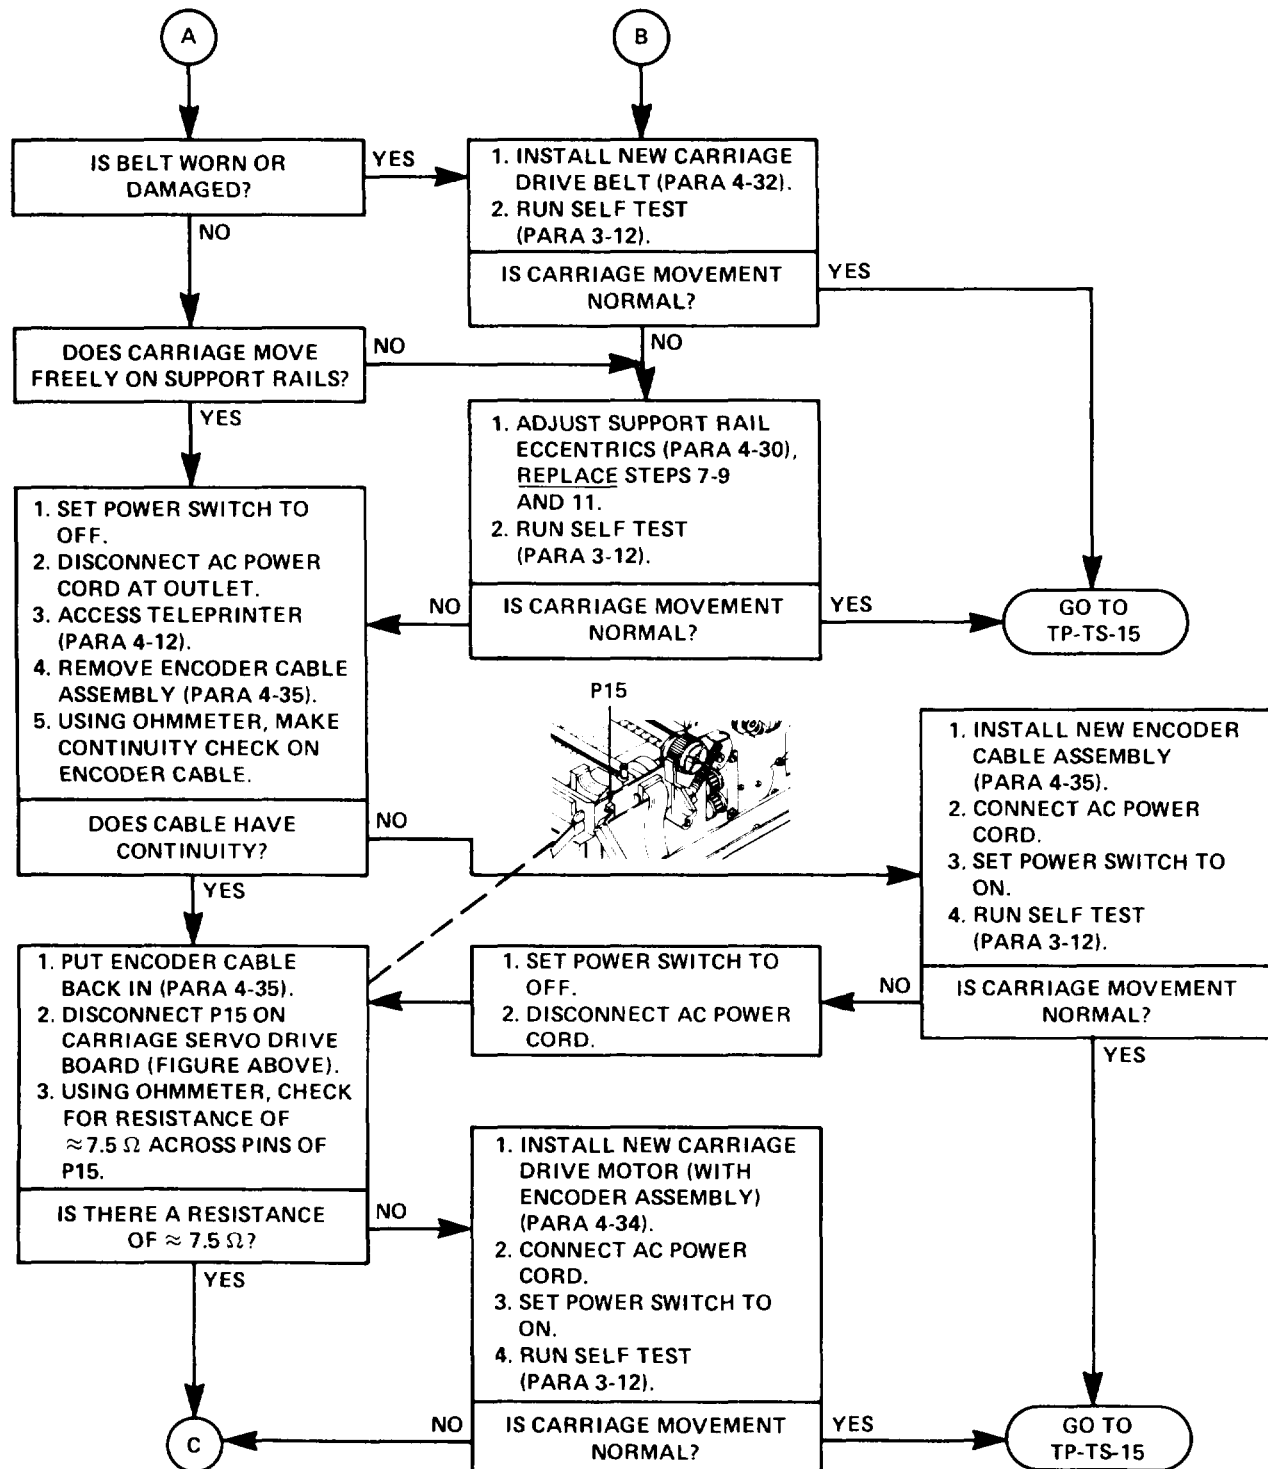 A
B
IS BELT WORN OR
DAMAGED?
YES
NO
1. INSTALL NEW CARRIAGE
DRIVE BELT (PARA 4-32).
2. RUN SELF TEST
(PARA 3-12).
IS CARRIAGE MOVEMENT
NORMAL?
YES
NO
DOES CARRIAGE MOVE
FREELY ON SUPPORT RAILS?
NO
YES
1. ADJUST SUPPORT RAIL
ECCENTRICS (PARA 4-30),
REPLACE STEPS 7-9
AND 11.
2. RUN SELF TEST
(PARA 3-12).
IS CARRIAGE MOVEMENT
NORMAL?
NO
YES
GO TO
TP-TS-15
1. SET POWER SWITCH TO
OFF.
2. DISCONNECT AC POWER
CORD AT OUTLET.
3. ACCESS TELEPRINTER
(PARA 4-12).
4. REMOVE ENCODER CABLE
ASSEMBLY (PARA 4-35).
5. USING OHMMETER, MAKE
CONTINUITY CHECK ON
ENCODER CABLE.
DOES CABLE HAVE
CONTINUITY?
NO
YES
P15
1. INSTALL NEW ENCODER
CABLE ASSEMBLY
(PARA 4-35).
2. CONNECT AC POWER
CORD.
3. SET POWER SWITCH TO
ON.
4. RUN SELF TEST
(PARA 3-12).
IS CARRIAGE MOVEMENT
NORMAL?
NO
YES
1. SET POWER SWITCH TO
OFF.
2. DISCONNECT AC POWER
CORD.
1. PUT ENCODER CABLE
BACK IN (PARA 4-35).
2. DISCONNECT P15 ON
CARRIAGE SERVO DRIVE
BOARD (FIGURE ABOVE).
3. USING OHMMETER, CHECK
FOR RESISTANCE OF
≈7.5 Ω ACROSS PINS OF
P15.
IS THERE A RESISTANCE
OF ≈ 7.5 Ω?
NO
YES
1. INSTALL NEW CARRIAGE
DRIVE MOTOR (WITH
ENCODER ASSEMBLY)
(PARA 4-34).
2. CONNECT AC POWER
CORD.
3. SET POWER SWITCH TO
ON.
4. RUN SELF TEST
(PARA 3-12).
IS CARRIAGE MOVEMENT
NORMAL?
NO
YES
C
GO TO
TP-TS-15